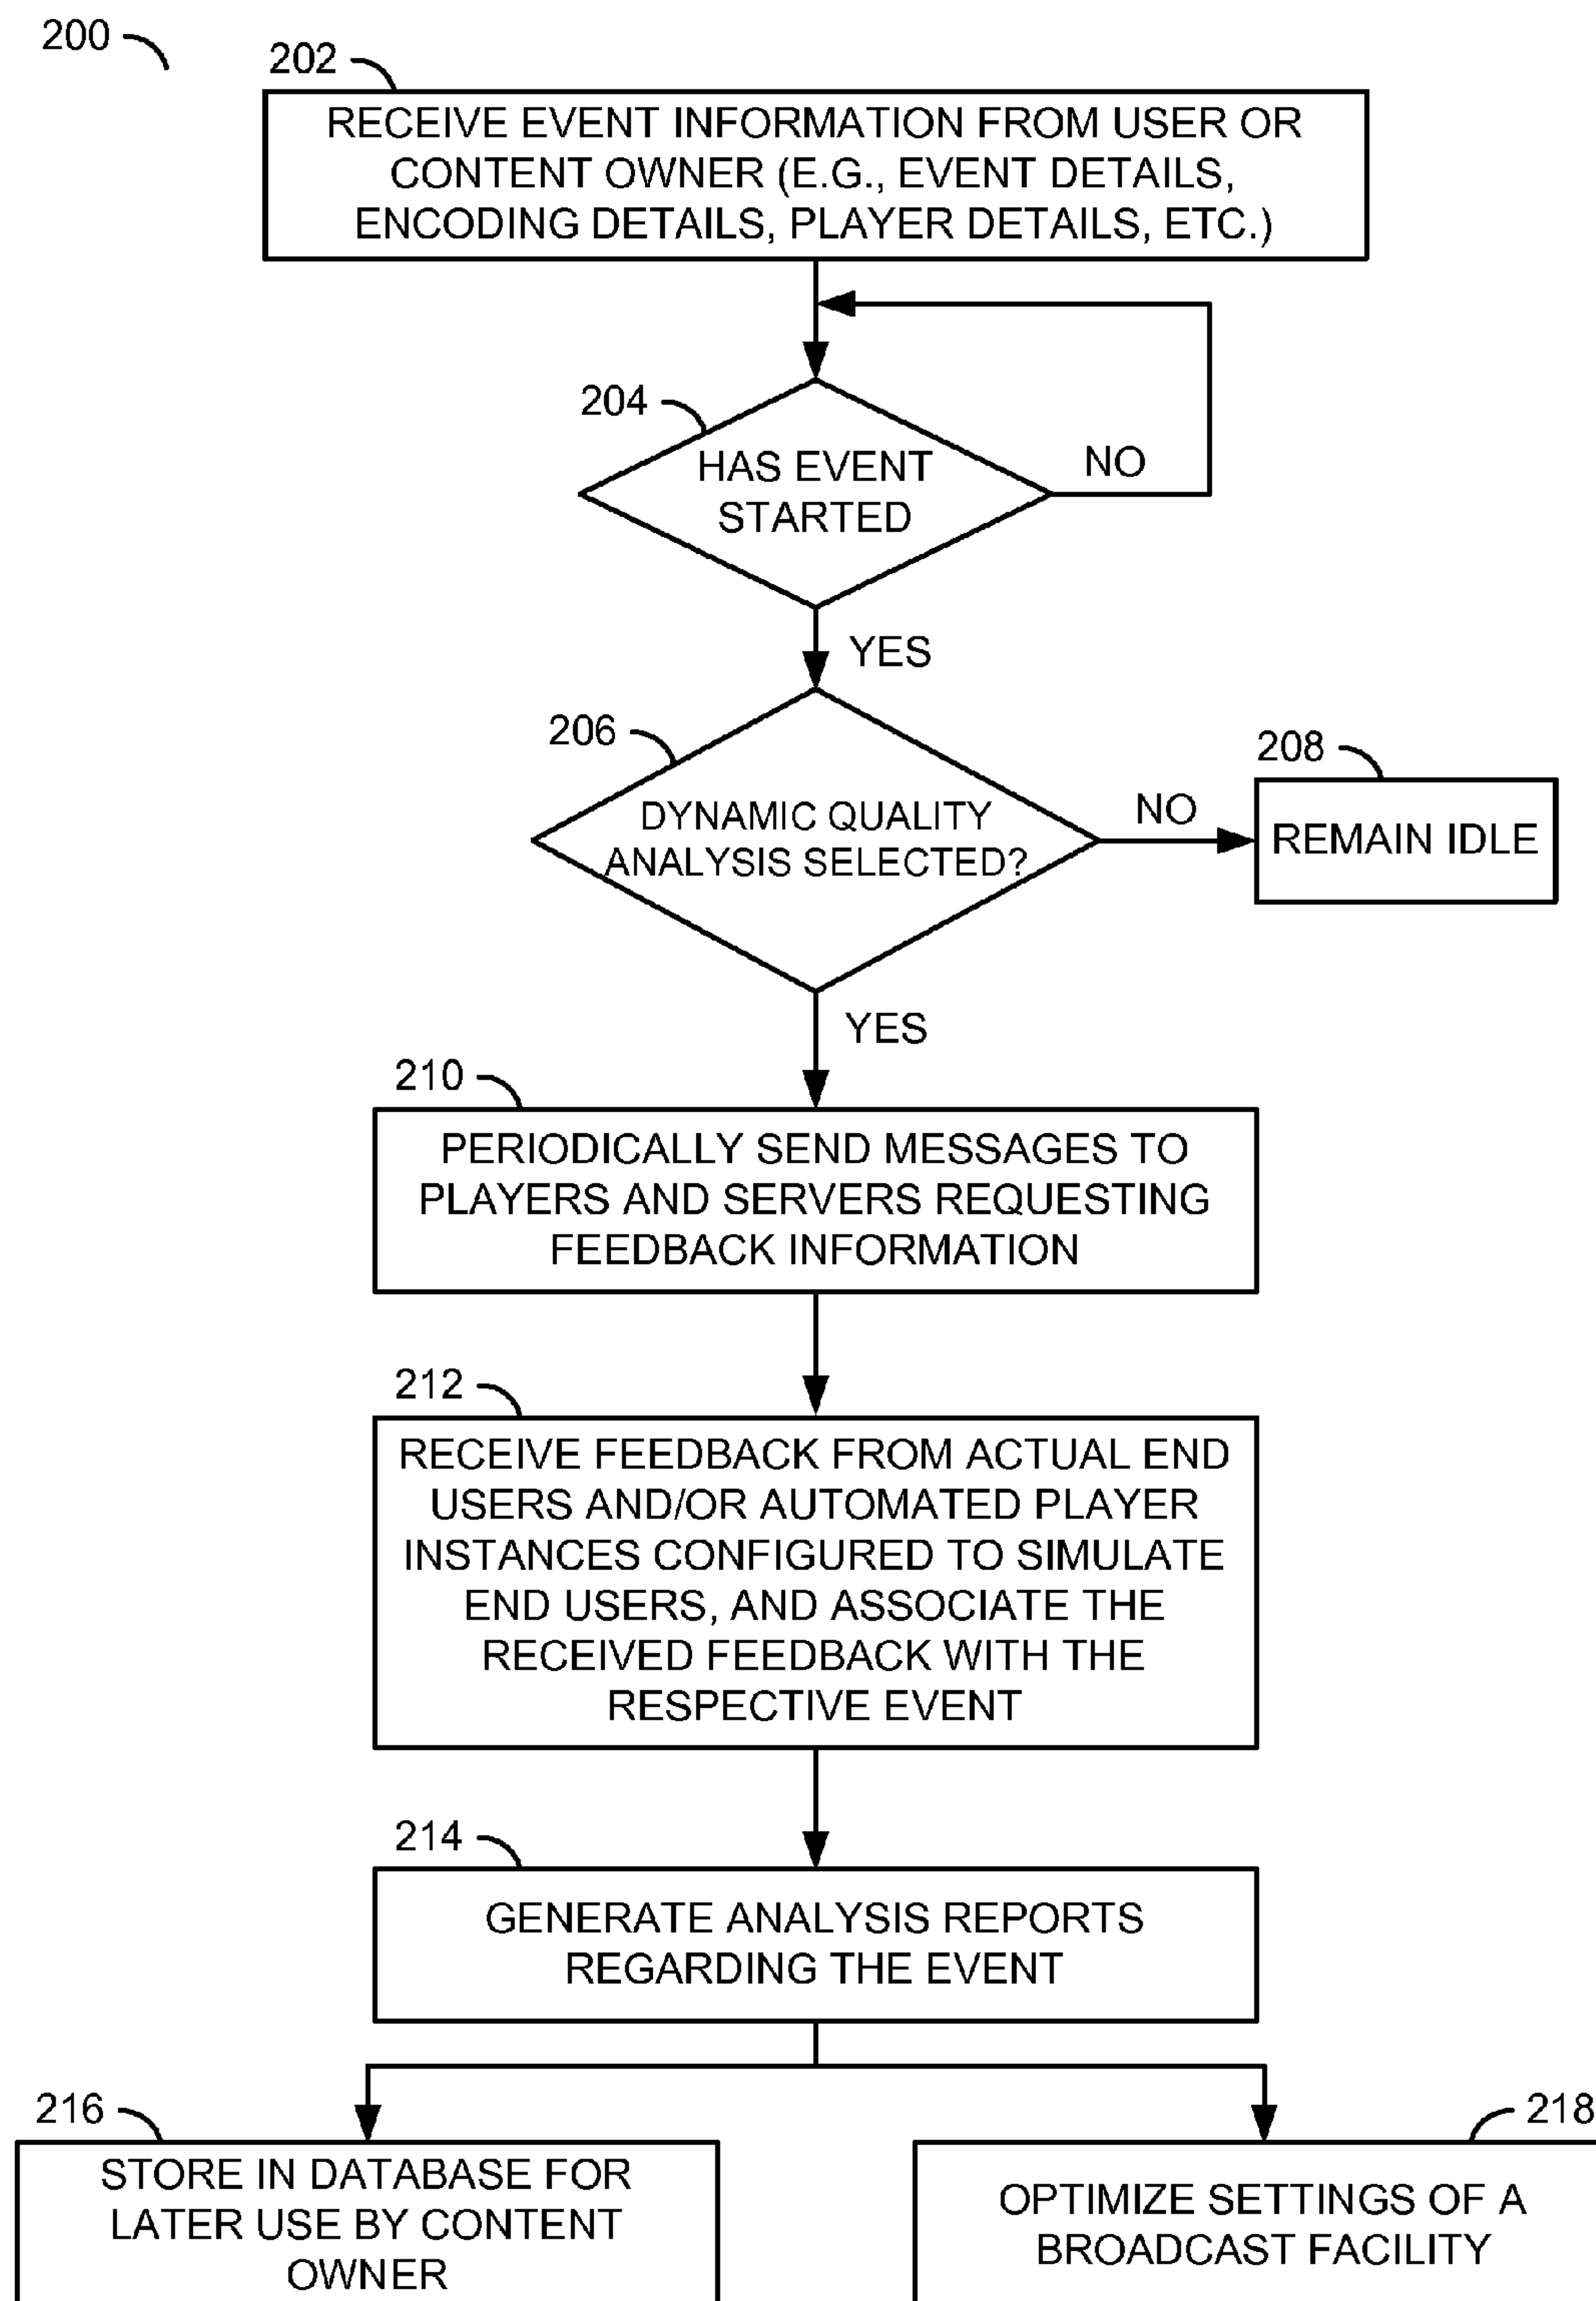 200
202
RECEIVE EVENT INFORMATION FROM USER OR
CONTENT OWNER (E.G., EVENT DETAILS,
ENCODING DETAILS, PLAYER DETAILS, ETC.)
204
HAS EVENT
STARTED
NO
YES
206
DYNAMIC QUALITY
ANALYSIS SELECTED?
NO
208
REMAIN IDLE
YES
210
PERIODICALLY SEND MESSAGES TO
PLAYERS AND SERVERS REQUESTING
FEEDBACK INFORMATION
212
RECEIVE FEEDBACK FROM ACTUAL END
USERS AND/OR AUTOMATED PLAYER
INSTANCES CONFIGURED TO SIMULATE
END USERS, AND ASSOCIATE THE
RECEIVED FEEDBACK WITH THE
RESPECTIVE EVENT
214
GENERATE ANALYSIS REPORTS
REGARDING THE EVENT
216
STORE IN DATABASE FOR
LATER USE BY CONTENT
OWNER
218
OPTIMIZE SETTINGS OF A
BROADCAST FACILITY